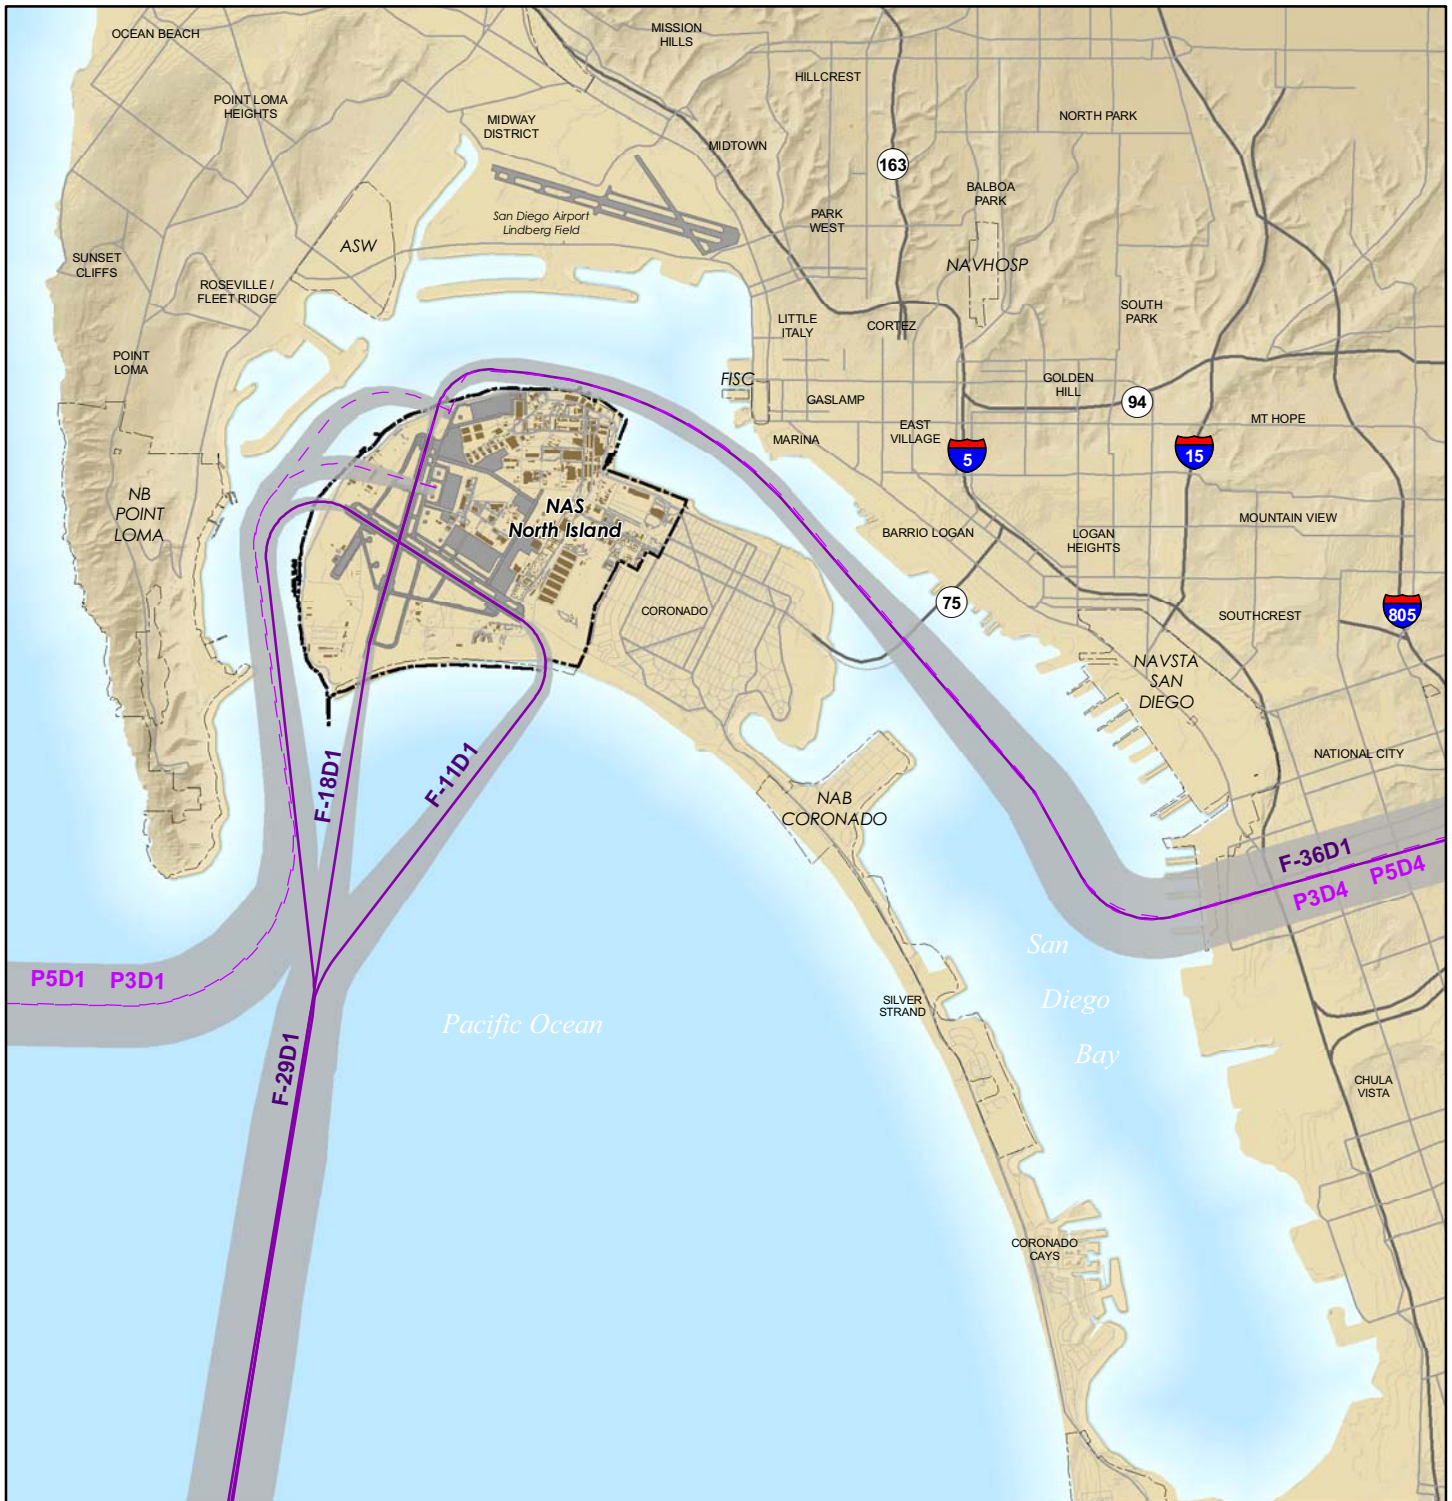 OCEAN BEACH
MISSION
HILLS
HILLCREST
POINT LOMA
HEIGHTS
MIDWAY
DISTRICT
NORTH PARK
MIDTOWN
163
BALBOA
PARK
San Diego Airport
Lindberg Field
PARK
WEST
ASW
SUNSET
CLIFFS
NAVHOSP
ROSEVILLE /
FLEET RIDGE
SOUTH
PARK
LITTLE
ITALY
CORTEZ
POINT
LOMA
FISC
GOLDEN
HILL
GASLAMP
94
MT HOPE
EAST
VILLAGE
MARINA
5
15
NB
POINT
LOMA
NAS
North Island
MOUNTAIN VIEW
BARRIO LOGAN
LOGAN
HEIGHTS
75
CORONADO
SOUTHCREST
805
NAVSTA
SAN
DIEGO
F-18D1
F-11D1
NATIONAL CITY
NAB
CORONADO
F-36D1
P3D4 P5D4
P5D1 P3D1
San
Diego
Bay
SILVER
STRAND
Pacific Ocean
F-29D1
CHULA
VISTA
CORONADO
CAYS